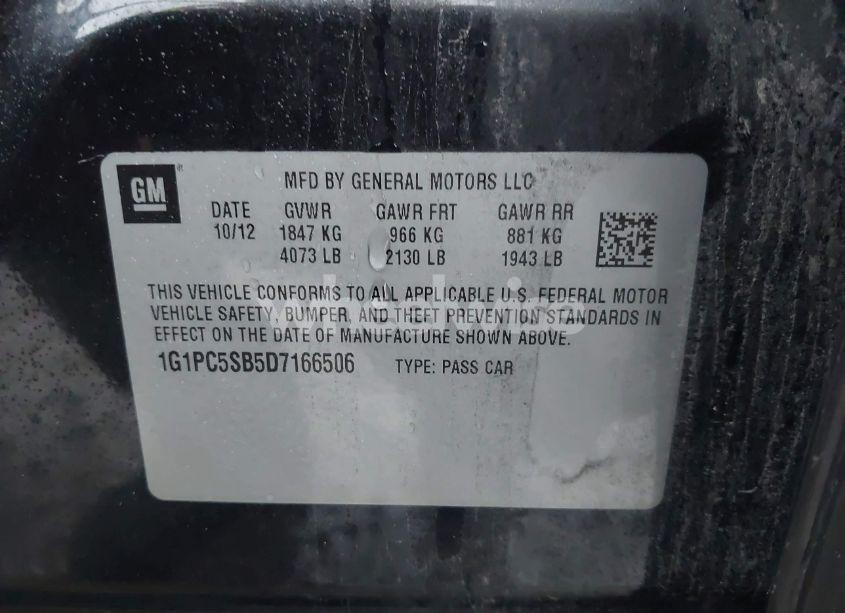 GM
MFD BY GENERAL MOTORS LLC
DATE GVWR GAWR FRT GAWR RR
10/12 1847 KG 966 KG 881 KG
4073 LB 2130 LB 1943 LB
THIS VEHICLE CONFORMS TO ALL APPLICABLE U.S. FEDERAL MOTOR
VEHICLE SAFETY, BUMPER, AND THEFT PREVENTION STANDARDS IN
EFFECT ON THE DATE OF MANUFACTURE SHOWN ABOVE.
1G1PC5SB5D7166506 TYPE: PASS CAR